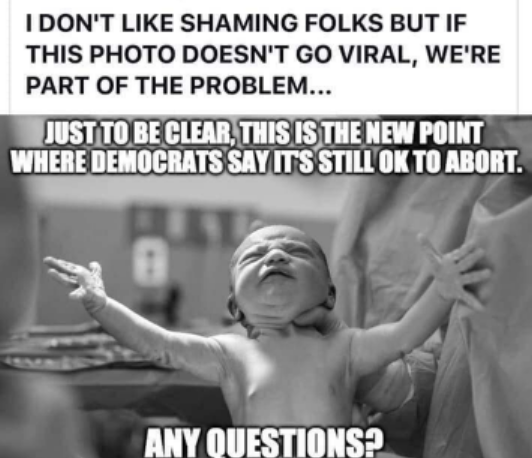 I DON'T LIKE SHAMING FOLKS BUT IF
THIS PHOTO DOESN'T GO VIRAL, WE'RE
PART OF THE PROBLEM...
JUST TO BE CLEAR, THIS IS THE NEW POINT
WHERE DEMOCRATS SAY IT'S STILL OK TO ABORT.
ANY QUESTIONS?